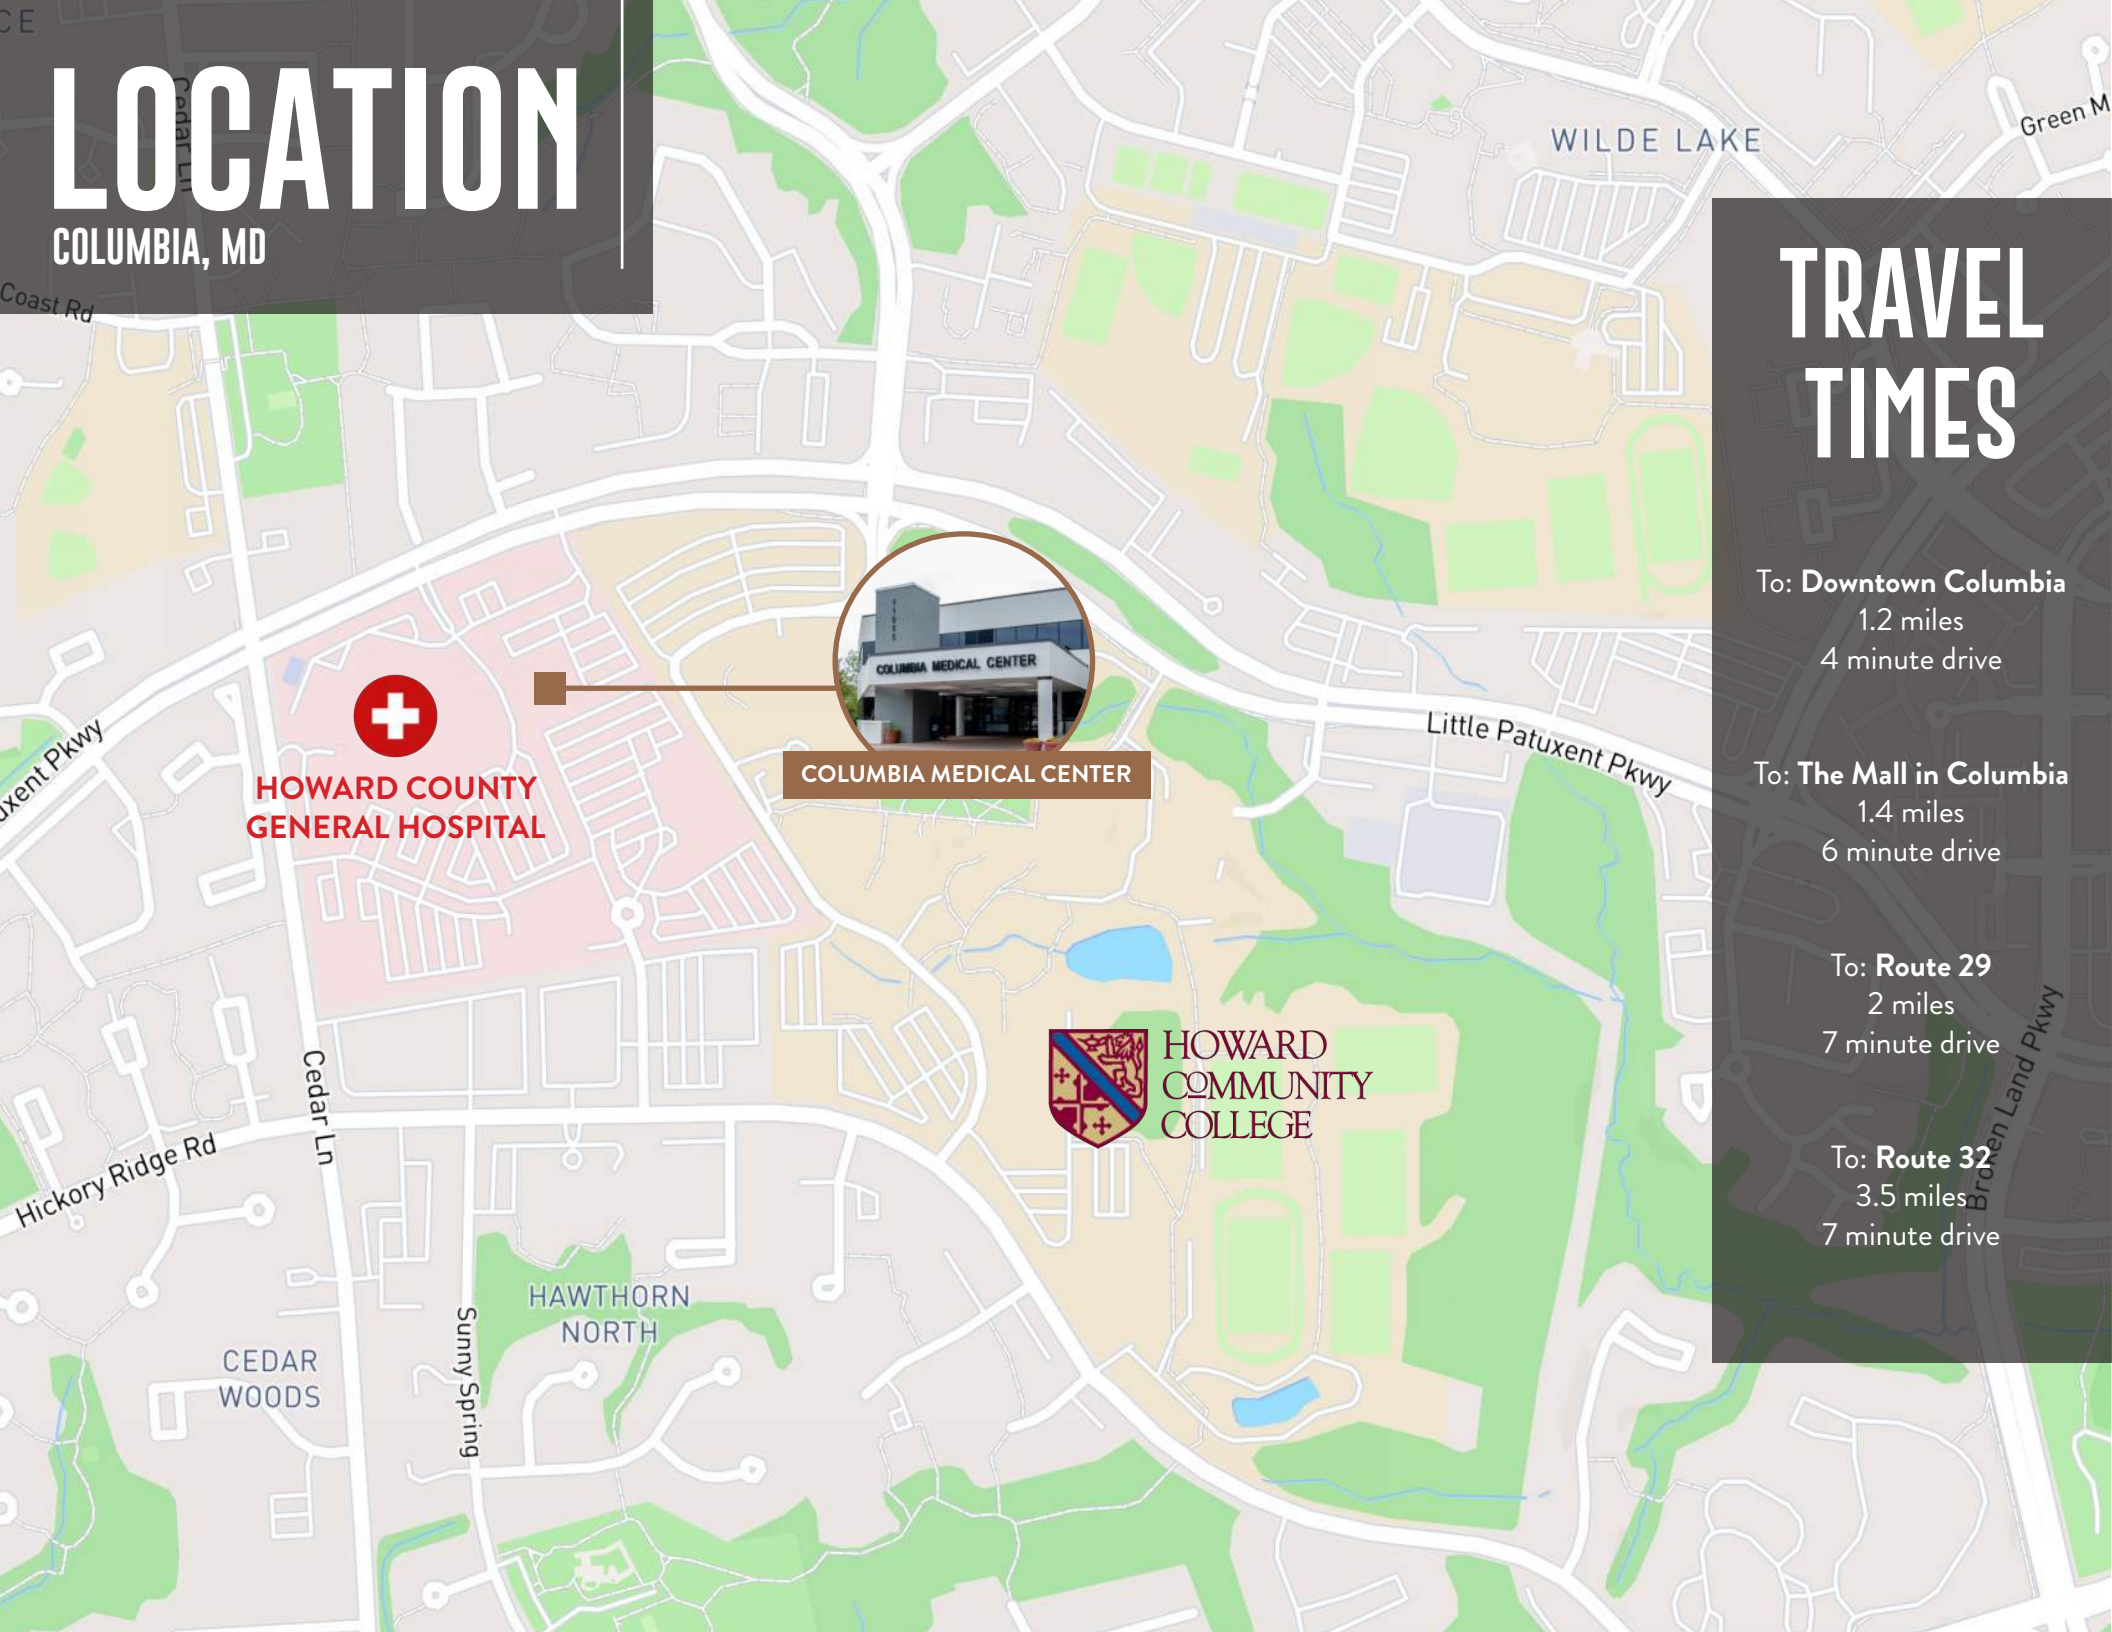 LOCATION
COLUMBIA, MD
Cedar Ln
Coast Rd
WILDE LAKE
Green M
TRAVEL
TIMES
To: Downtown Columbia
1.2 miles
4 minute drive
To: The Mall in Columbia
1.4 miles
6 minute drive
To: Route 29
2 miles
7 minute drive
To: Route 32
3.5 miles
7 minute drive
Broken Land Pkwy
COLUMBIA MEDICAL CENTER
COLUMBIA MEDICAL CENTER
Little Patuxent Pkwy
uxent Pkwy
HOWARD COUNTY
GENERAL HOSPITAL
HOWARD
COMMUNITY
COLLEGE
Cedar Ln
Hickory Ridge Rd
HAWTHORN
NORTH
Sunny Spring
CEDAR
WOODS